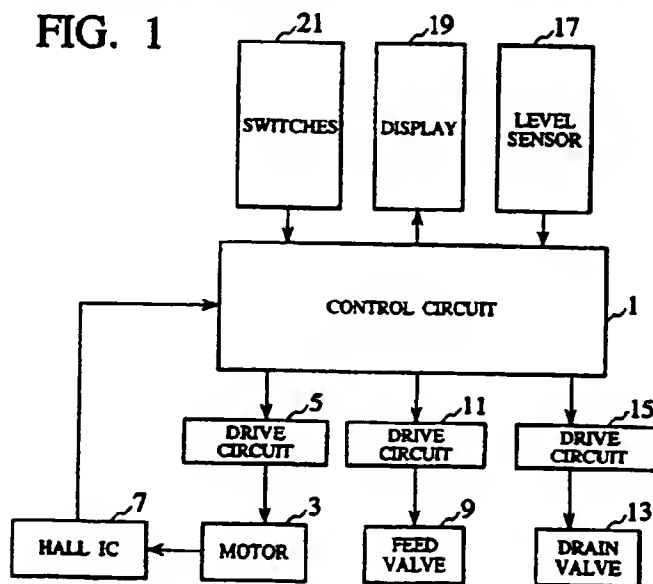 FIG. 1
21
19
17
SWITCHES
DISPLAY
LEVEL
SENSOR
CONTROL CIRCUIT
1
5
11
15
DRIVE
CIRCUIT
DRIVE
CIRCUIT
DRIVE
CIRCUIT
7
3
9
13
HALL IC
MOTOR
FEED
VALVE
DRAIN
VALVE